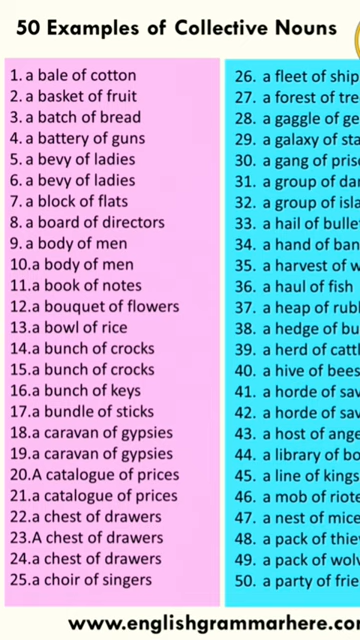 50 Examples of Collective Nouns
1. a bale of cotton
2. a basket of fruit
3. a batch of bread
4. a battery of guns
5. a bevy of ladies
6. a bevy of ladies
7. a block of flats
8. a board of directors
9. a body of men
10.a body of men
11.a book of notes
12.a bouquet of flowers
13.a bowl of rice
14.a bunch of crocks
15.a bunch of crocks
16.a bunch of keys
17.a bundle of sticks
18.a caravan of gypsies
19.a caravan of gypsies
20.A catalogue of prices
21.a catalogue of prices
22.a chest of drawers
23.A chest of drawers
24.a chest of drawers
25.a choir of singers
26. a fleet of ship
27. a forest of tre
28. a gaggle of ge
29. a galaxy of sta
30. a gang of pris
31. a group of da
32. a group of isla
33. a hail of bulle
34. a hand of ban
35. a harvest of w
36. a haul of fish
37. a heap of rub
38. a hedge of bu
39. a herd of catt
40. a hive of bees
41. a horde of sav
42. a horde of sav
43. a host of ange
44. a library of bo
45. a line of kings
46. a mob of riote
47. a nest of mice
48. a pack of thie
49. a pack of wol
50. a party of frie
www.englishgrammarhere.com